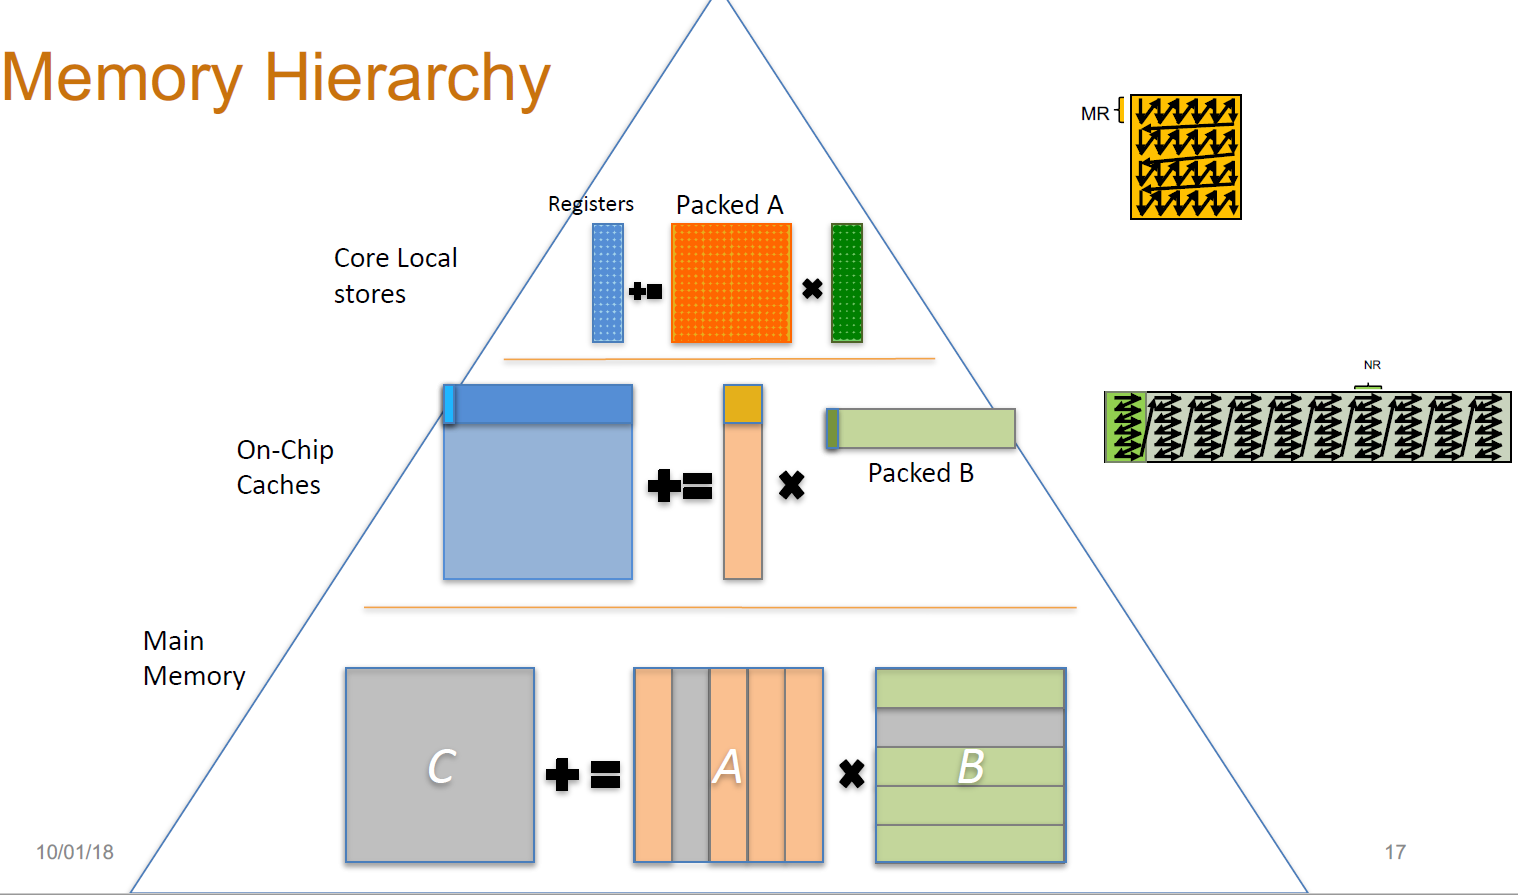 Memory Hierarchy
MR
Registers
Packed A
Core Local
stores
NR
On-Chip
Caches
Packed B
Main
Memory
C
A
B
10/01/18
17